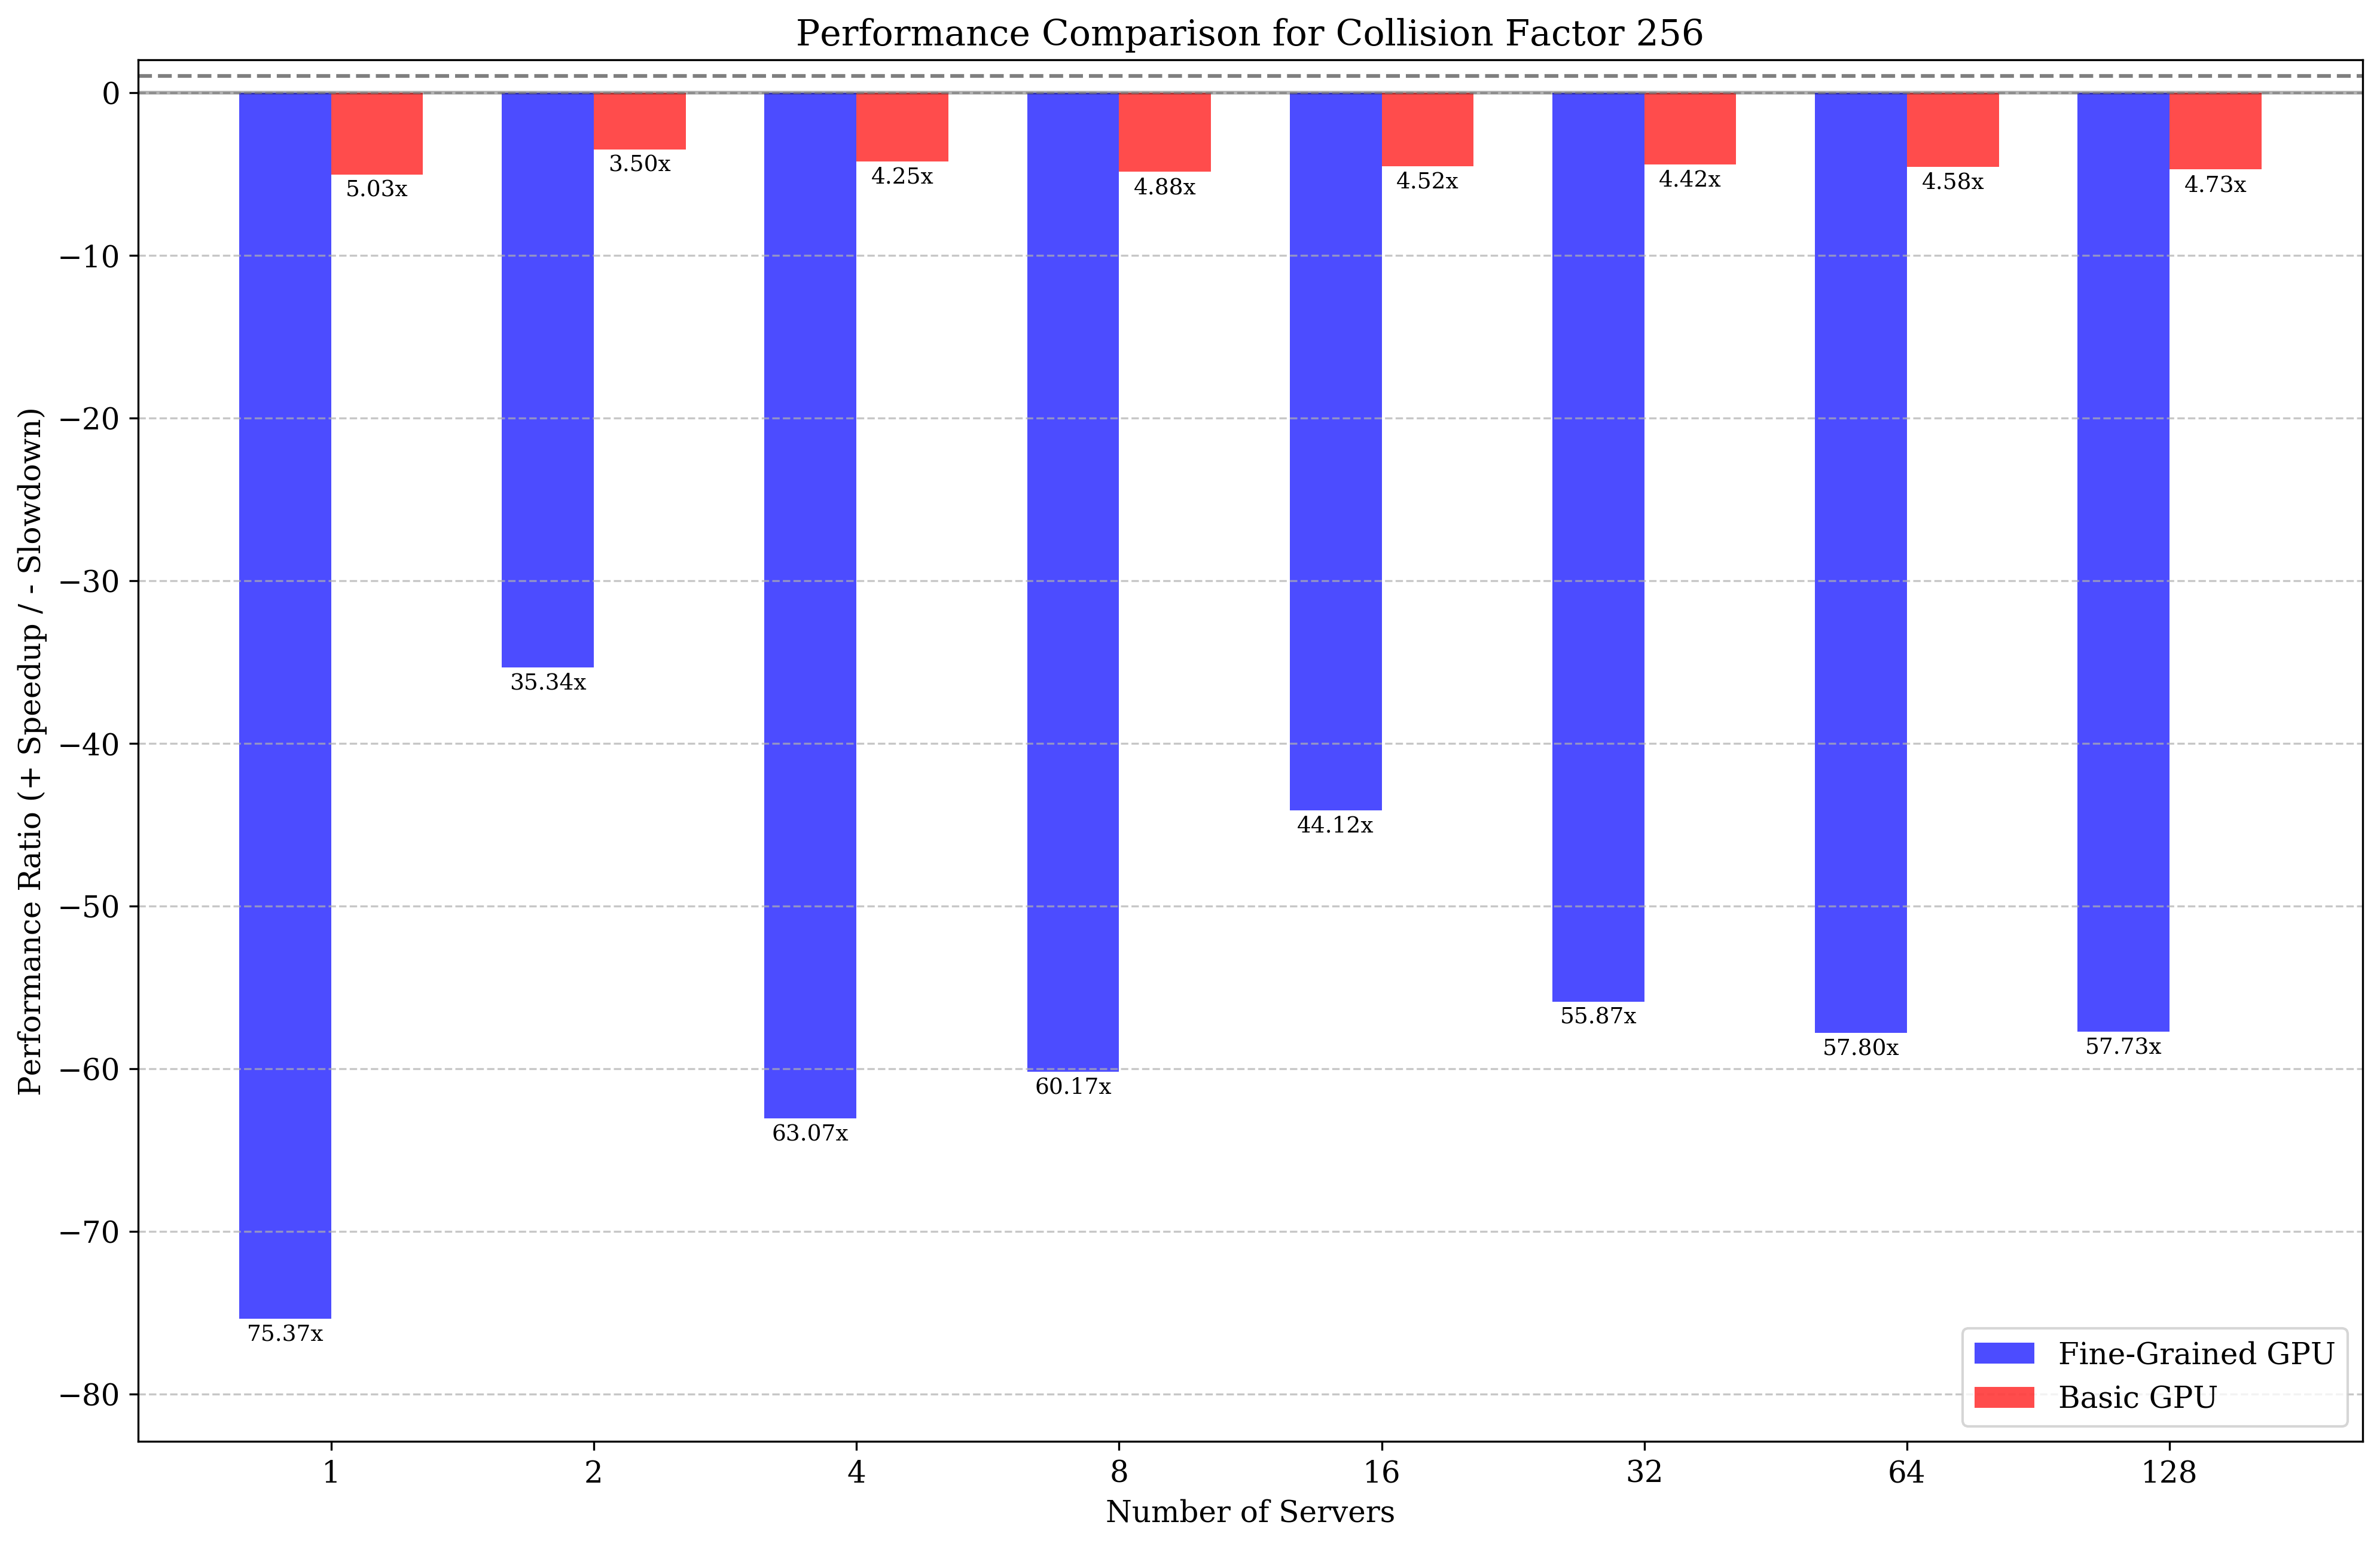 Performance Comparison for Collision Factor 256
Performance Ratio (+ Speedup / - Slowdown)
0
−10
−20
−30
−40
−50
−60
−70
−80
5.03x
3.50x
4.25x
4.88x
4.52x
4.42x
4.58x
4.73x
75.37x
35.34x
63.07x
60.17x
44.12x
55.87x
57.80x
57.73x
Fine-Grained GPU
Basic GPU
1 2 4 8 16 32 64 128
Number of Servers